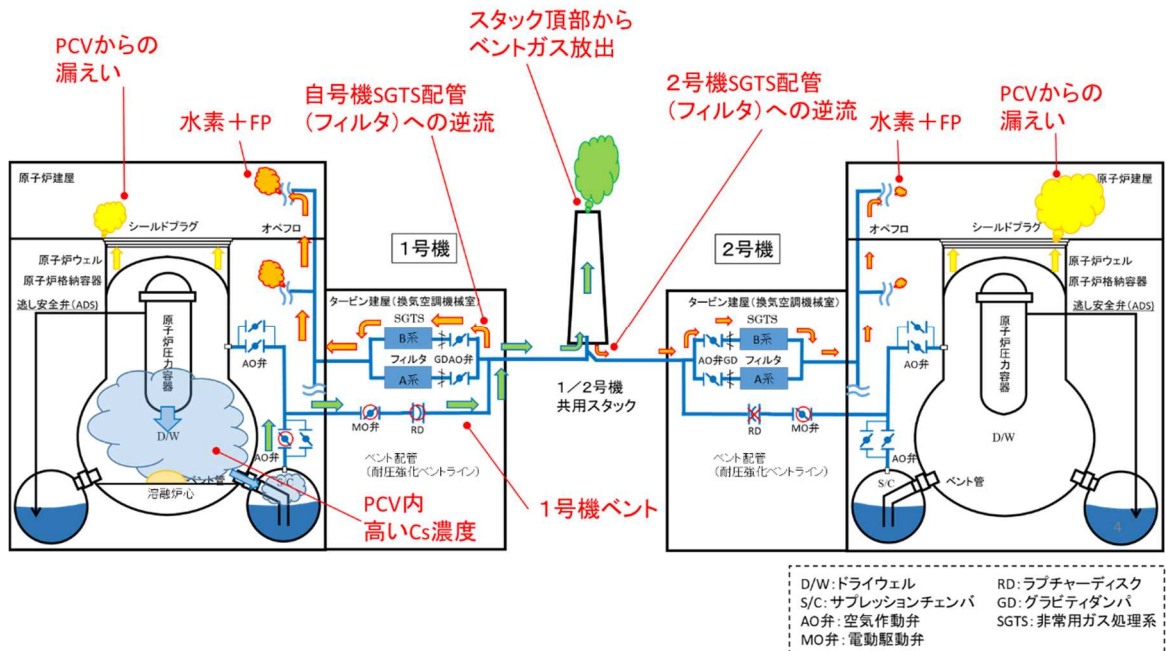 スタック頂部から
ベントガス放出
PCVからの
漏えい
自号機SGTS配管
(フィルタ)への逆流
2号機SGTS配管
(フィルタ)への逆流
PCVからの
漏えい
水素+FP
水素+FP
原子炉建屋
原子炉建屋
シールドプラグ
オペフロ
オペフロ
シールドプラグ
1号機
2号機
原子炉ウェル
原子炉格納容器
逃し安全弁(ADS)
原子炉ウェル
原子炉格納容器
逃し安全弁(ADS)
タービン建屋(換気空調機械室)
タービン建屋(換気空調機械室)
SGTS
SGTS
B系
B系
フィルタ
GDAO弁
AO弁GD
フィルタ
A系
A系
原子炉圧力容器
原子炉圧力容器
AO弁
AO弁
1/2号機
共用スタック
MO弁
RD
RD
MO弁
D/W
D/W
AO弁
AO弁
ベント配管
(耐圧強化ベントライン)
ベント配管
(耐圧強化ベントライン)
ベント管
S/C
S/C
ベント管
溶融炉心
PCV内
高いCs濃度
1号機ベント
4
D/W:ドライウェル
RD:ラプチャーディスク
S/C:サプレッションチェンバ
GD:グラビティダンパ
AO弁:空気作動弁
SGTS:非常用ガス処理系
MO弁:電動駆動弁